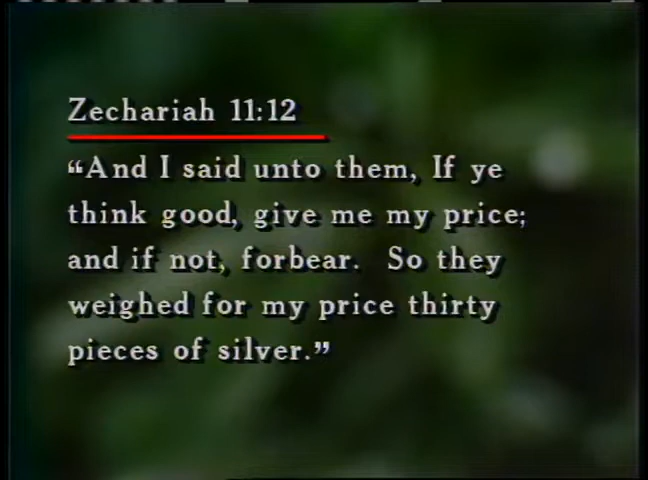 Zechariah 11:12
“And I said unto them, If ye
think good, give me my price;
and if not, forbear.  So they
weighed for my price thirty
pieces of silver.”